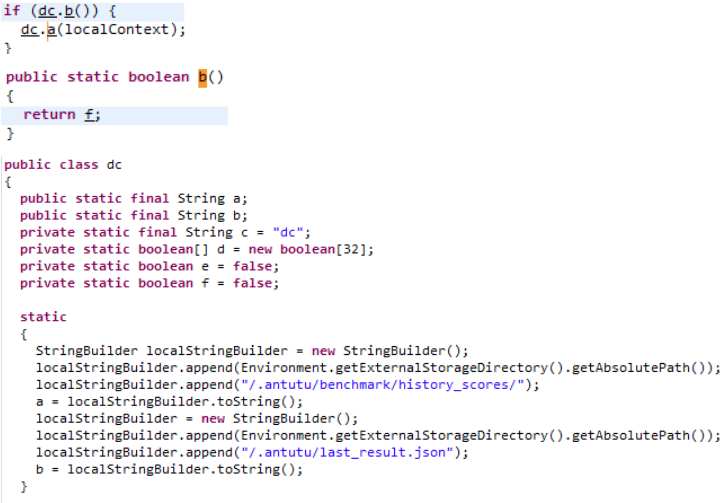 if (dc.b()) {
  dc.a(localContext);
}
public static boolean b()
{
  return f;
}
public class dc
{
  public static final String a;
  public static final String b;
  private static final String c = "dc";
  private static boolean[] d = new boolean[32];
  private static boolean e = false;
  private static boolean f = false;
  static
  {
    StringBuilder localStringBuilder = new StringBuilder();
    localStringBuilder.append(Environment.getExternalStorageDirectory().getAbsolutePath());
    localStringBuilder.append("/.antutu/benchmark/history_scores/");
    a = localStringBuilder.toString();
    localStringBuilder = new StringBuilder();
    localStringBuilder.append(Environment.getExternalStorageDirectory().getAbsolutePath());
    localStringBuilder.append("/.antutu/last_result.json");
    b = localStringBuilder.toString();
  }